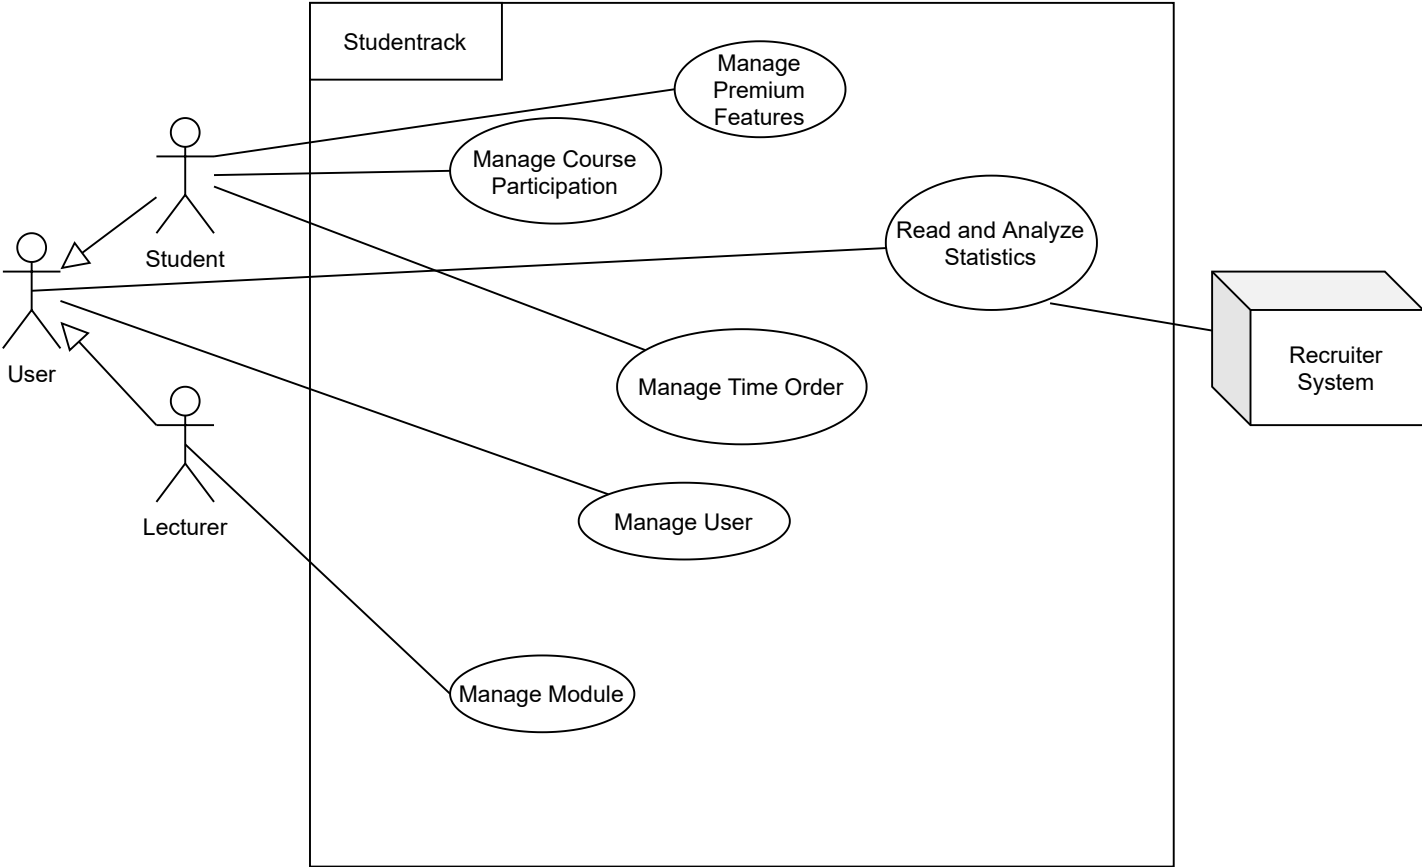 Studentrack
Manage
Premium
Features
Manage Course
Participation
Read and Analyze
Statistics
Student
User
Recruiter
System
Manage Time Order
Lecturer
Manage User
Manage Module